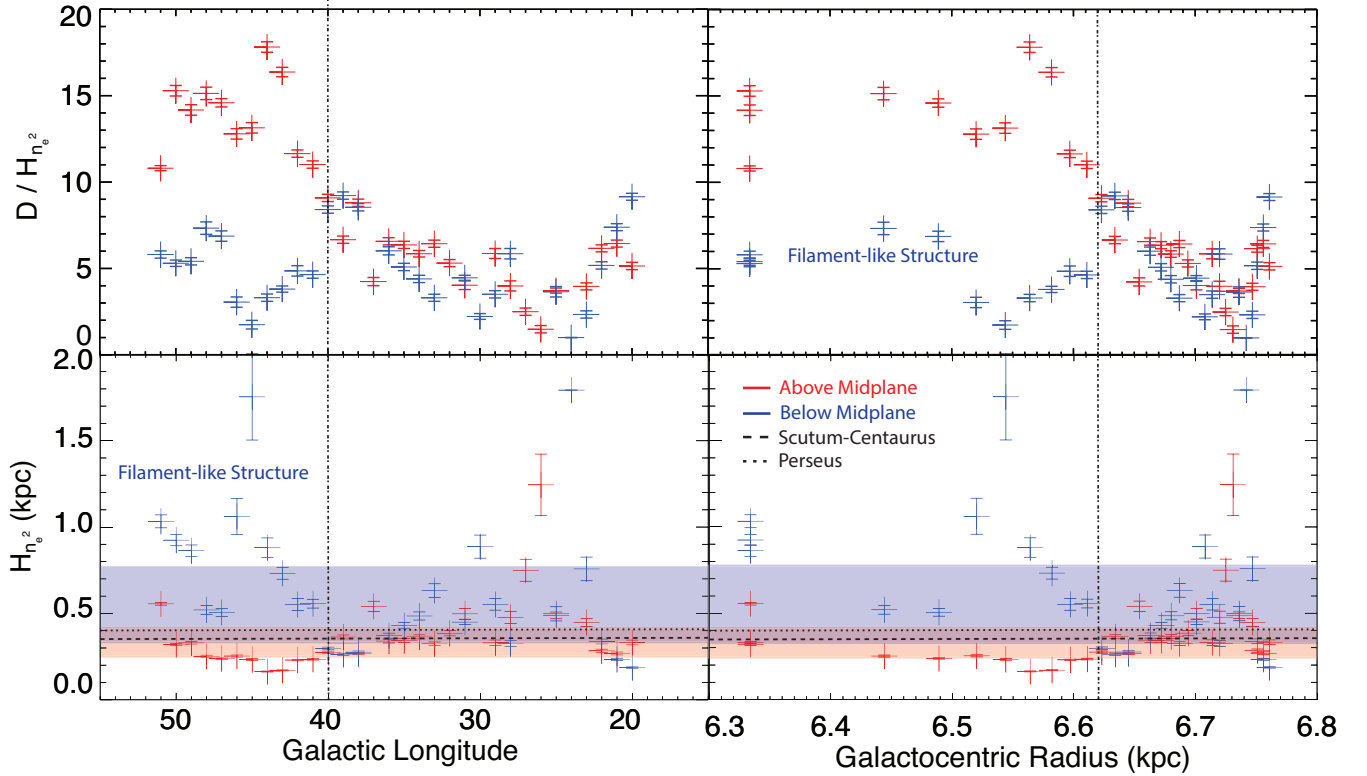 20
15
10
5
0
D / H_{n_e^2}
Filament-like Structure
2.0
1.5
1.0
0.5
0.0
H_{n_e^2} (kpc)
Filament-like Structure
Above Midplane
Below Midplane
Scutum-Centaurus
Perseus
50 40 30 20
Galactic Longitude
6.3 6.4 6.5 6.6 6.7 6.8
Galactocentric Radius (kpc)